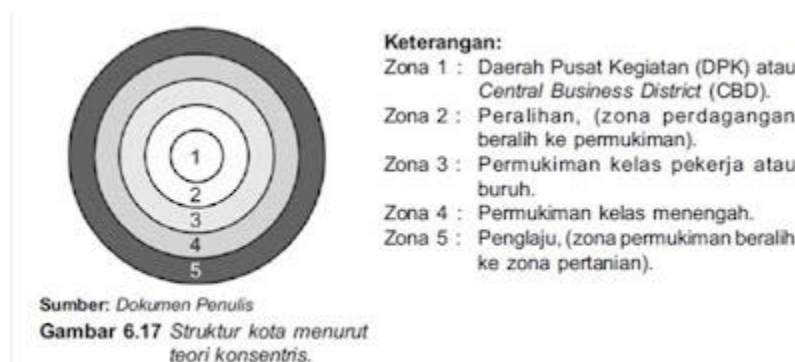 1
2
3
4
5
Sumber: Dokumen Penulis
Gambar 6.17 Struktur kota menurut
teori konsentris.
Keterangan:
Zona 1 : Daerah Pusat Kegiatan (DPK) atau
Central Business District (CBD).
Zona 2 : Peralihan, (zona perdagangan
beralih ke permukiman).
Zona 3 : Permukiman kelas pekerja atau
buruh.
Zona 4 : Permukiman kelas menengah.
Zona 5 : Penglaju, (zona permukiman beralih
ke zona pertanian).